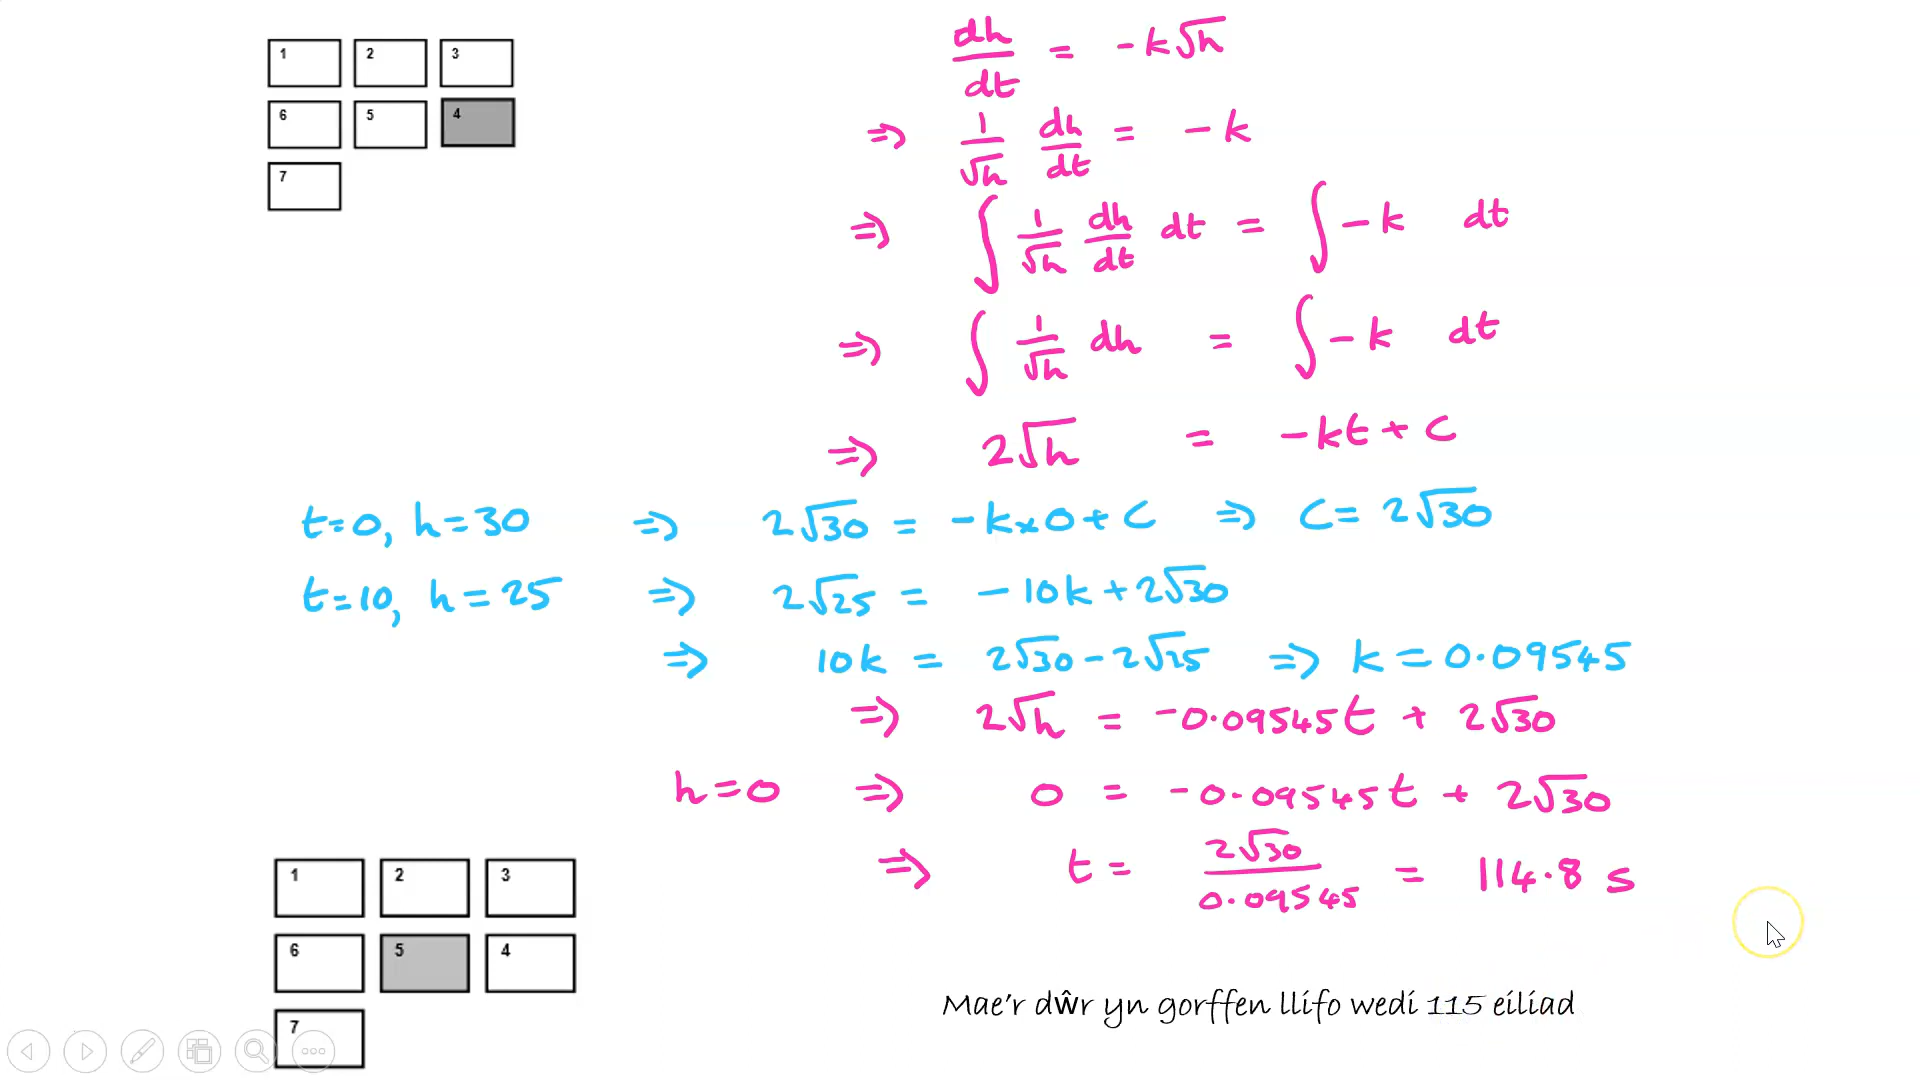 1 2 3
6 5 4
7
dh/dt = -k√h
⇒ 1/√h dh/dt = -k
⇒ ∫ 1/√h dh/dt dt = ∫ -k dt
⇒ ∫ 1/√h dh = ∫ -k dt
⇒ 2√h = -kt + c
t=0, h=30 ⇒ 2√30 = -k×0 + c ⇒ c = 2√30
t=10, h=25 ⇒ 2√25 = -10k + 2√30
⇒ 10k = 2√30 - 2√25 ⇒ k = 0.09545
⇒ 2√h = -0.09545t + 2√30
h=0 ⇒ 0 = -0.09545t + 2√30
⇒ t = 2√30/0.09545 = 114.8 s
1 2 3
6 5 4
7
Mae'r dŵr yn gorffen llifo wedi 115 eiliad